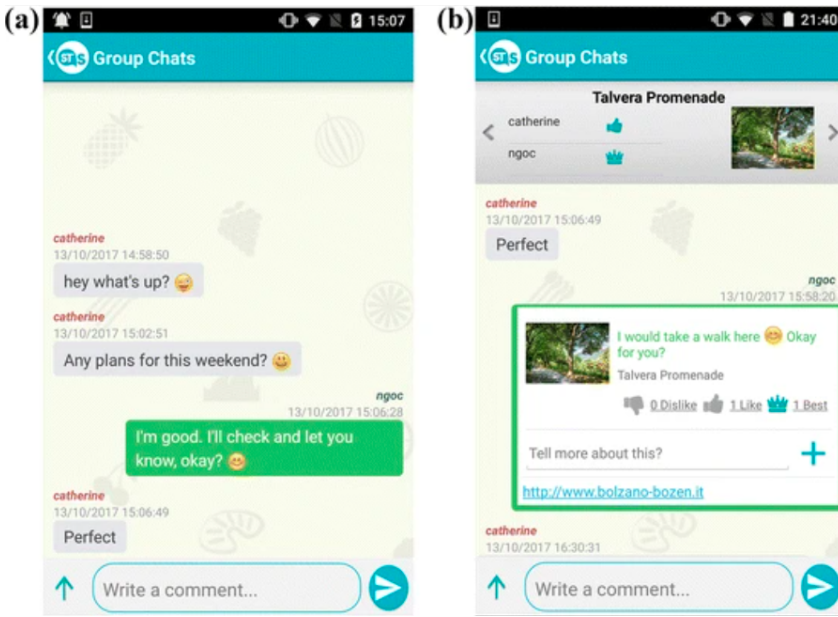 (a)
15:07
STS Group Chats
catherine
13/10/2017 14:58:50
hey what's up? 😜
catherine
13/10/2017 15:02:51
Any plans for this weekend? 😀
ngoc
13/10/2017 15:06:28
I'm good. I'll check and let you
know, okay? 😊
catherine
13/10/2017 15:06:49
Perfect
Write a comment...
(b)
21:40
STS Group Chats
Talvera Promenade
catherine
ngoc
catherine
13/10/2017 15:06:49
Perfect
ngoc
13/10/2017 15:58:20
I would take a walk here 😊 Okay
for you?
Talvera Promenade
0 Dislike 1 Like 1 Best
Tell more about this?
http://www.bolzano-bozen.it
catherine
13/10/2017 16:30:31
Write a comment...